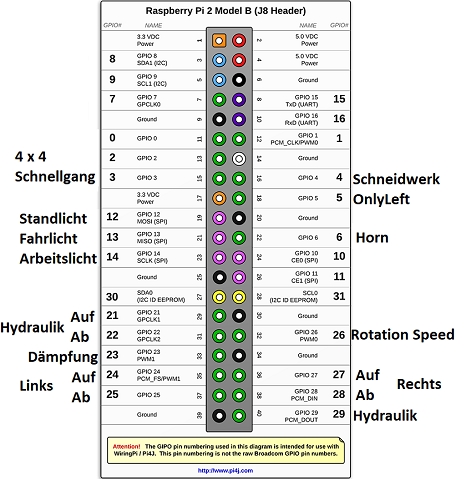 Raspberry Pi 2 Model B (J8 Header)
GPIO# NAME NAME GPIO#
3.3 VDC Power 1 2 5.0 VDC Power
8 GPIO 8 SDA1 (I2C) 3 4 5.0 VDC Power
9 GPIO 9 SCL1 (I2C) 5 6 Ground
7 GPIO 7 GPCLK0 7 8 GPIO 15 TxD (UART) 15
Ground 9 10 GPIO 16 RxD (UART) 16
0 GPIO 0 11 12 GPIO 1 PCM_CLK/PWM0 1
4 x 4 2 GPIO 2 13 14 Ground
Schnellgang 3 GPIO 3 15 16 GPIO 4 4 Schneidwerk
3.3 VDC Power 17 18 GPIO 5 5 OnlyLeft
Standlicht 12 GPIO 12 MOSI (SPI) 19 20 Ground
Fahrlicht 13 GPIO 13 MISO (SPI) 21 22 GPIO 6 6 Horn
Arbeitslicht 14 GPIO 14 SCLK (SPI) 23 24 GPIO 10 CE0 (SPI) 10
Ground 25 26 GPIO 11 CE1 (SPI) 11
30 SDA0 (I2C ID EEPROM) 27 28 SCL0 (I2C ID EEPROM) 31
Hydraulik Auf 21 GPIO 21 GPCLK1 29 30 Ground
Ab 22 GPIO 22 GPCLK2 31 32 GPIO 26 PWM0 26 Rotation Speed
Dämpfung 23 GPIO 23 PWM1 33 34 Ground
Links Auf 24 GPIO 24 PCM_FS/PWM1 35 36 GPIO 27 27 Auf Rechts
Ab 25 GPIO 25 37 38 GPIO 28 PCM_DIN 28 Ab
Ground 39 40 GPIO 29 PCM_DOUT 29 Hydraulik
Attention! The GIPO pin numbering used in this diagram is intended for use with
WiringPi / Pi4J. This pin numbering is not the raw Broadcom GPIO pin numbers.
http://www.pi4j.com